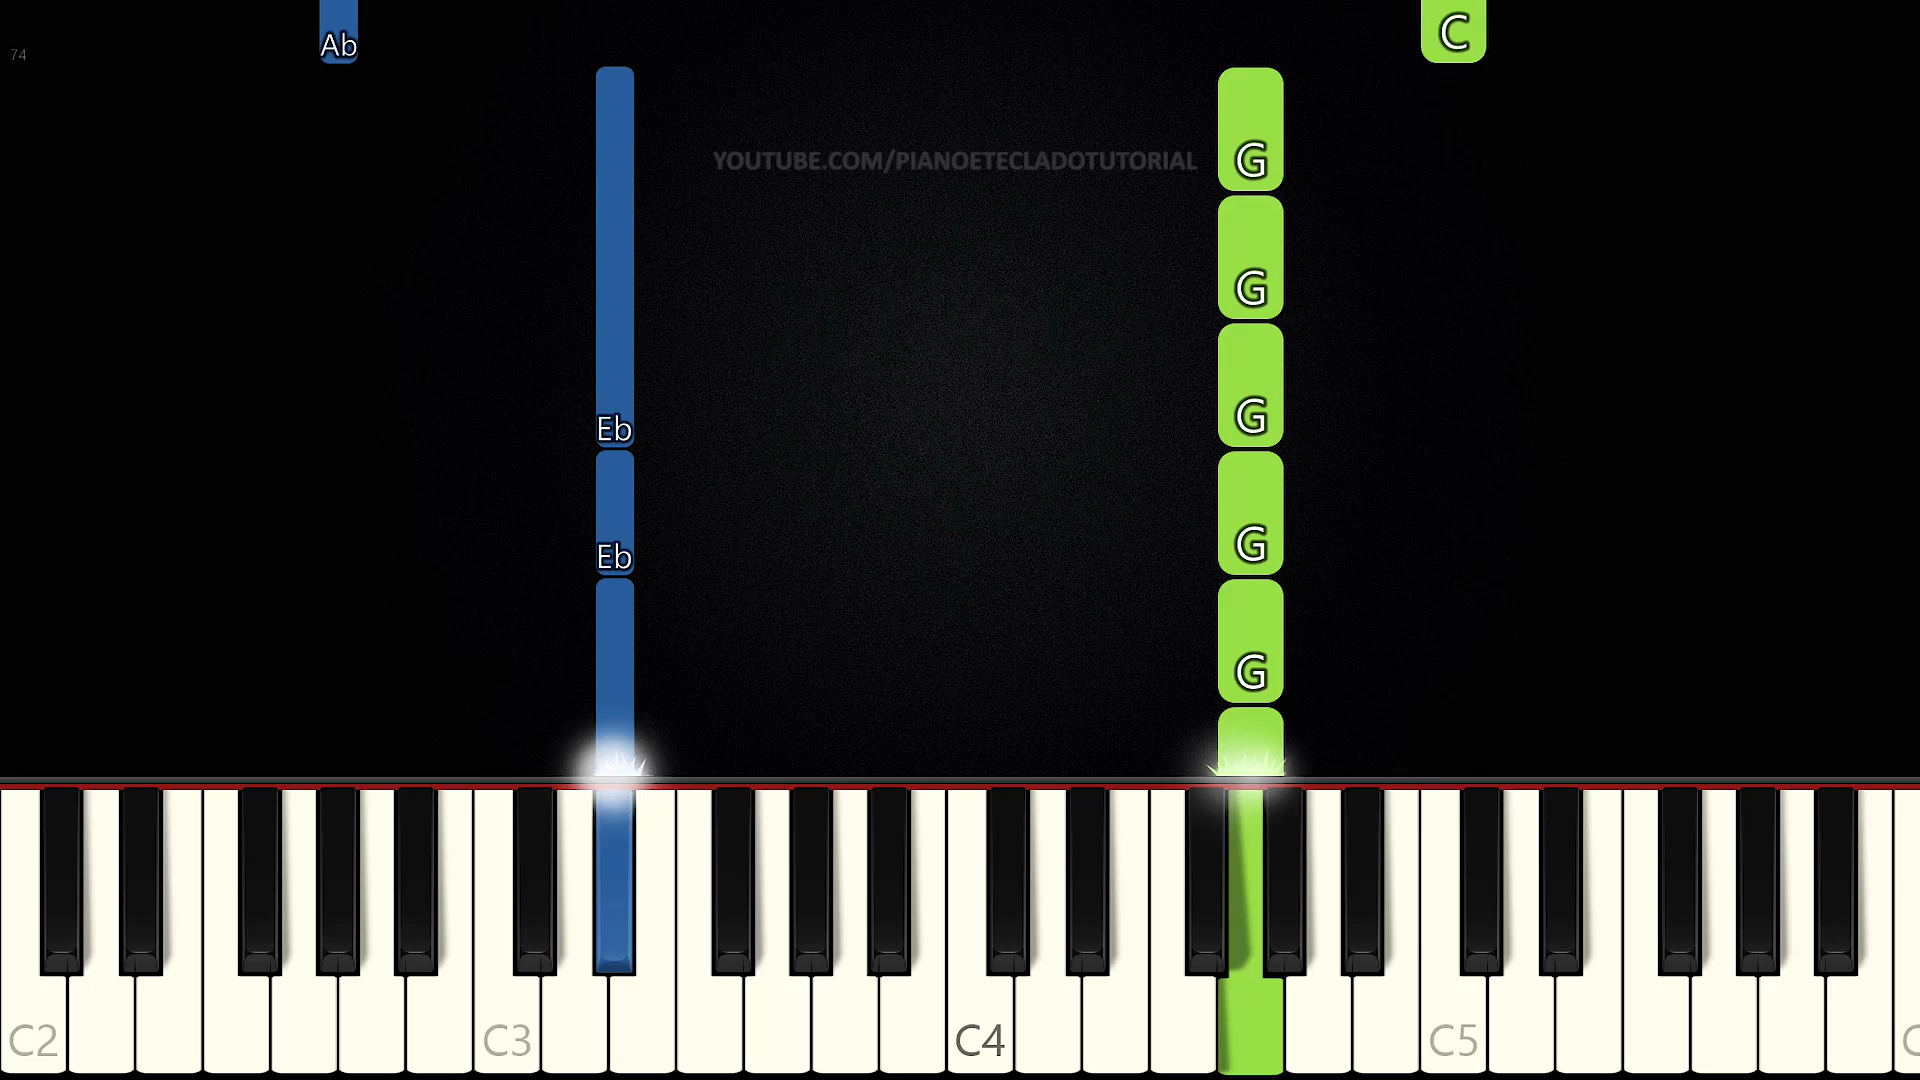 Ab
C
74
YOUTUBE.COM/PIANOETECLADOTUTORIAL
G
G
G
Eb
G
Eb
G
C2
C3
C4
C5
C